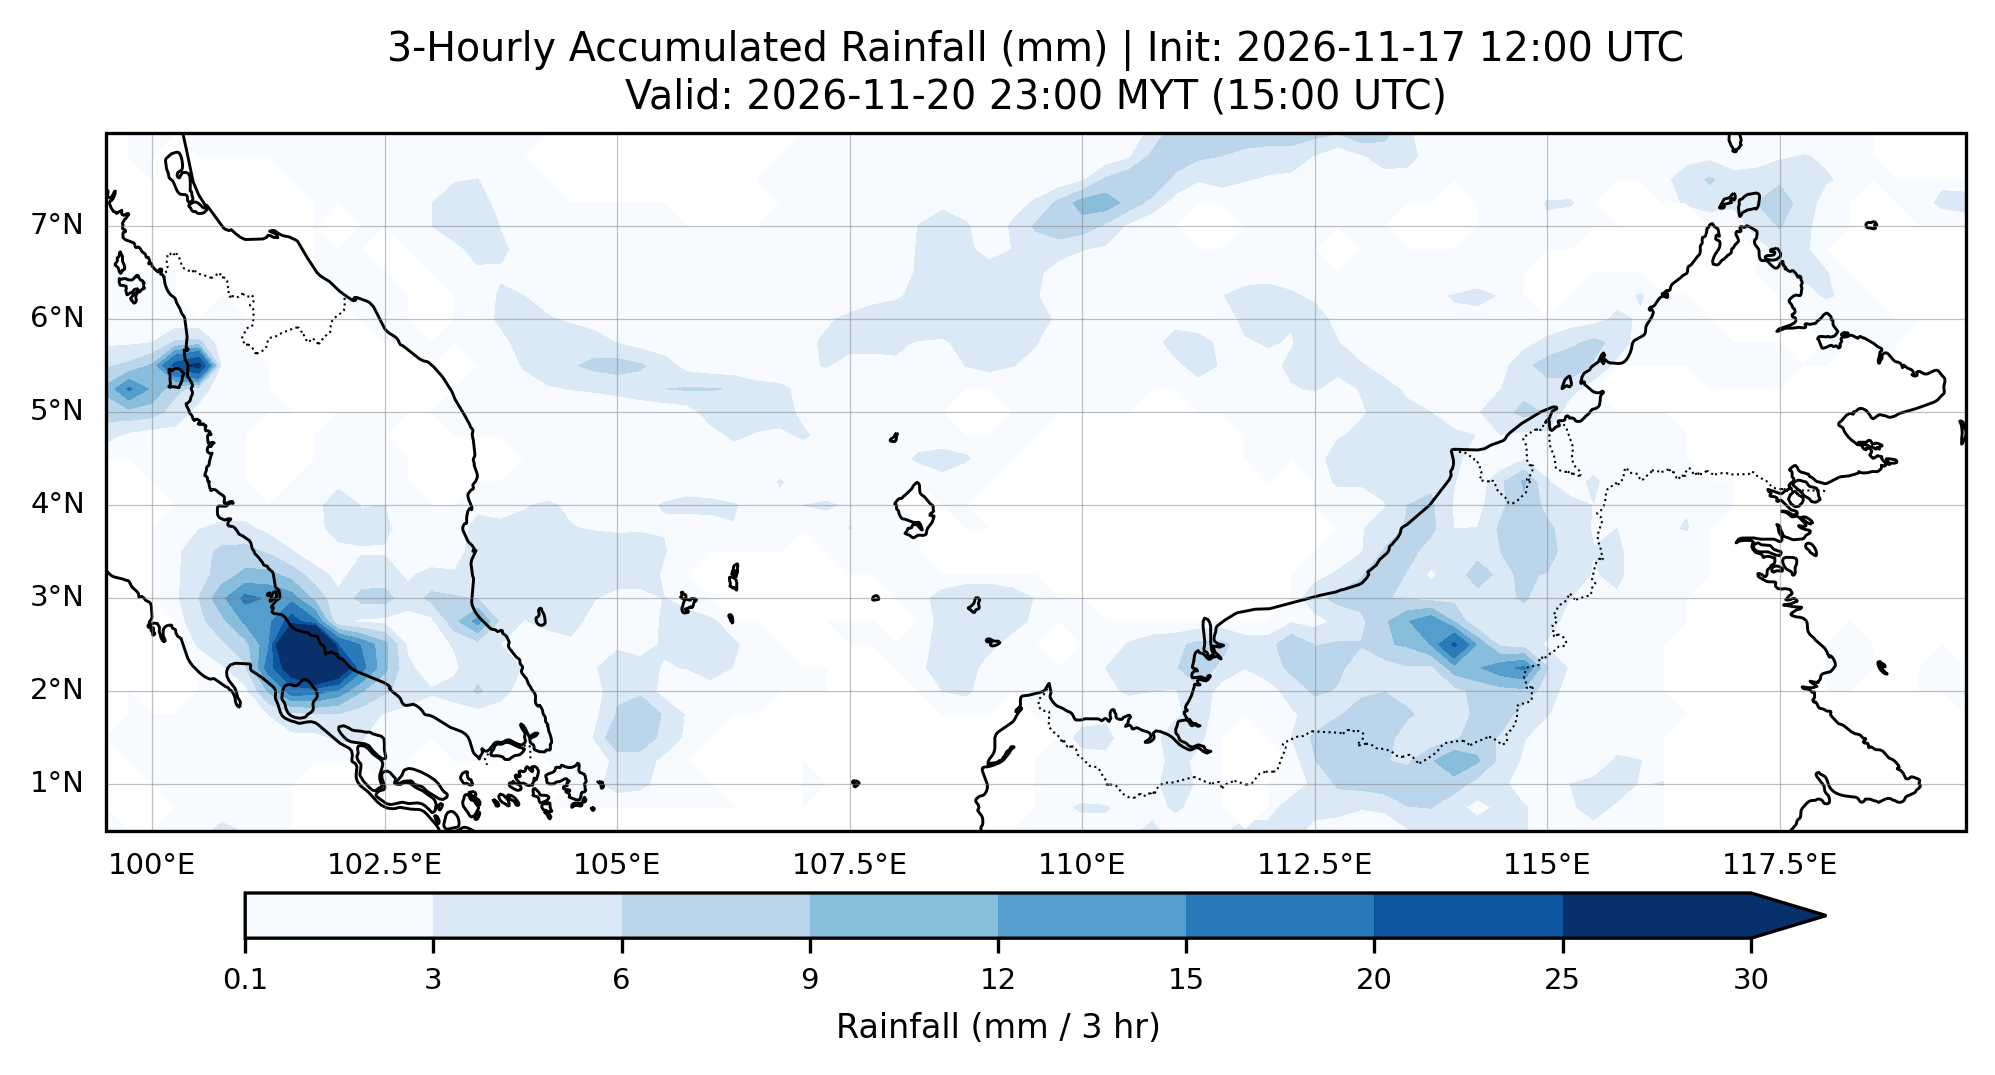 3-Hourly Accumulated Rainfall (mm) | Init: 2026-11-17 12:00 UTC
Valid: 2026-11-20 23:00 MYT (15:00 UTC)
7°N
6°N
5°N
4°N
3°N
2°N
1°N
100°E 102.5°E 105°E 107.5°E 110°E 112.5°E 115°E 117.5°E
0.1 3 6 9 12 15 20 25 30
Rainfall (mm / 3 hr)